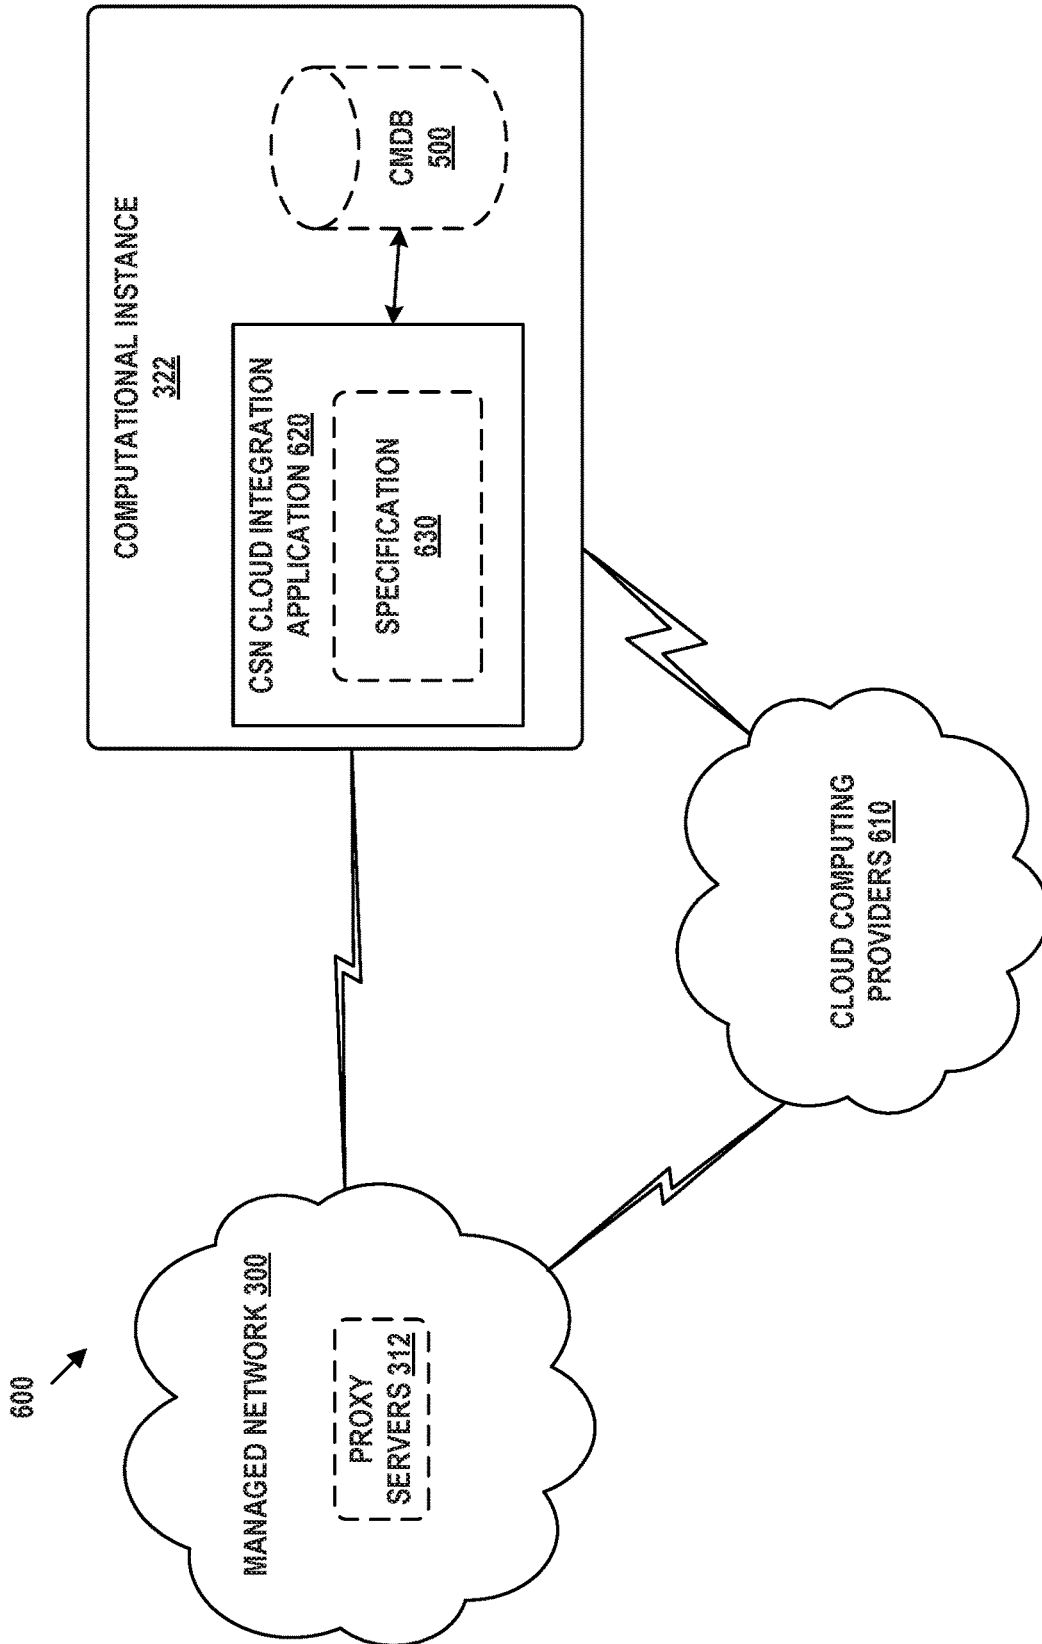 600
MANAGED NETWORK 300
PROXY
SERVERS 312
COMPUTATIONAL INSTANCE
322
CSN CLOUD INTEGRATION
APPLICATION 620
SPECIFICATION
630
CMDB
500
CLOUD COMPUTING
PROVIDERS 610